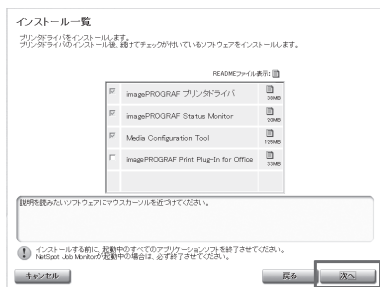 インストール一覧
プリンタドライバをインストールします。
プリンタドライバのインストール後、続けてチェックが付いているソフトウェアをインストールします。
READMEファイル表示:
imagePROGRAF プリンタドライバ
imagePROGRAF Status Monitor
Media Configuration Tool
125MB
imagePROGRAF Print Plug-In for Office
33MB
説明を読みたいソフトウェアにマウスカーソルを近づけてください。
インストールする前に、起動中のすべてのアプリケーションソフトを終了させてください。
NetSpot Job Monitorが起動中の場合は、必ず終了させてください。
キャンセル
戻る
次へ